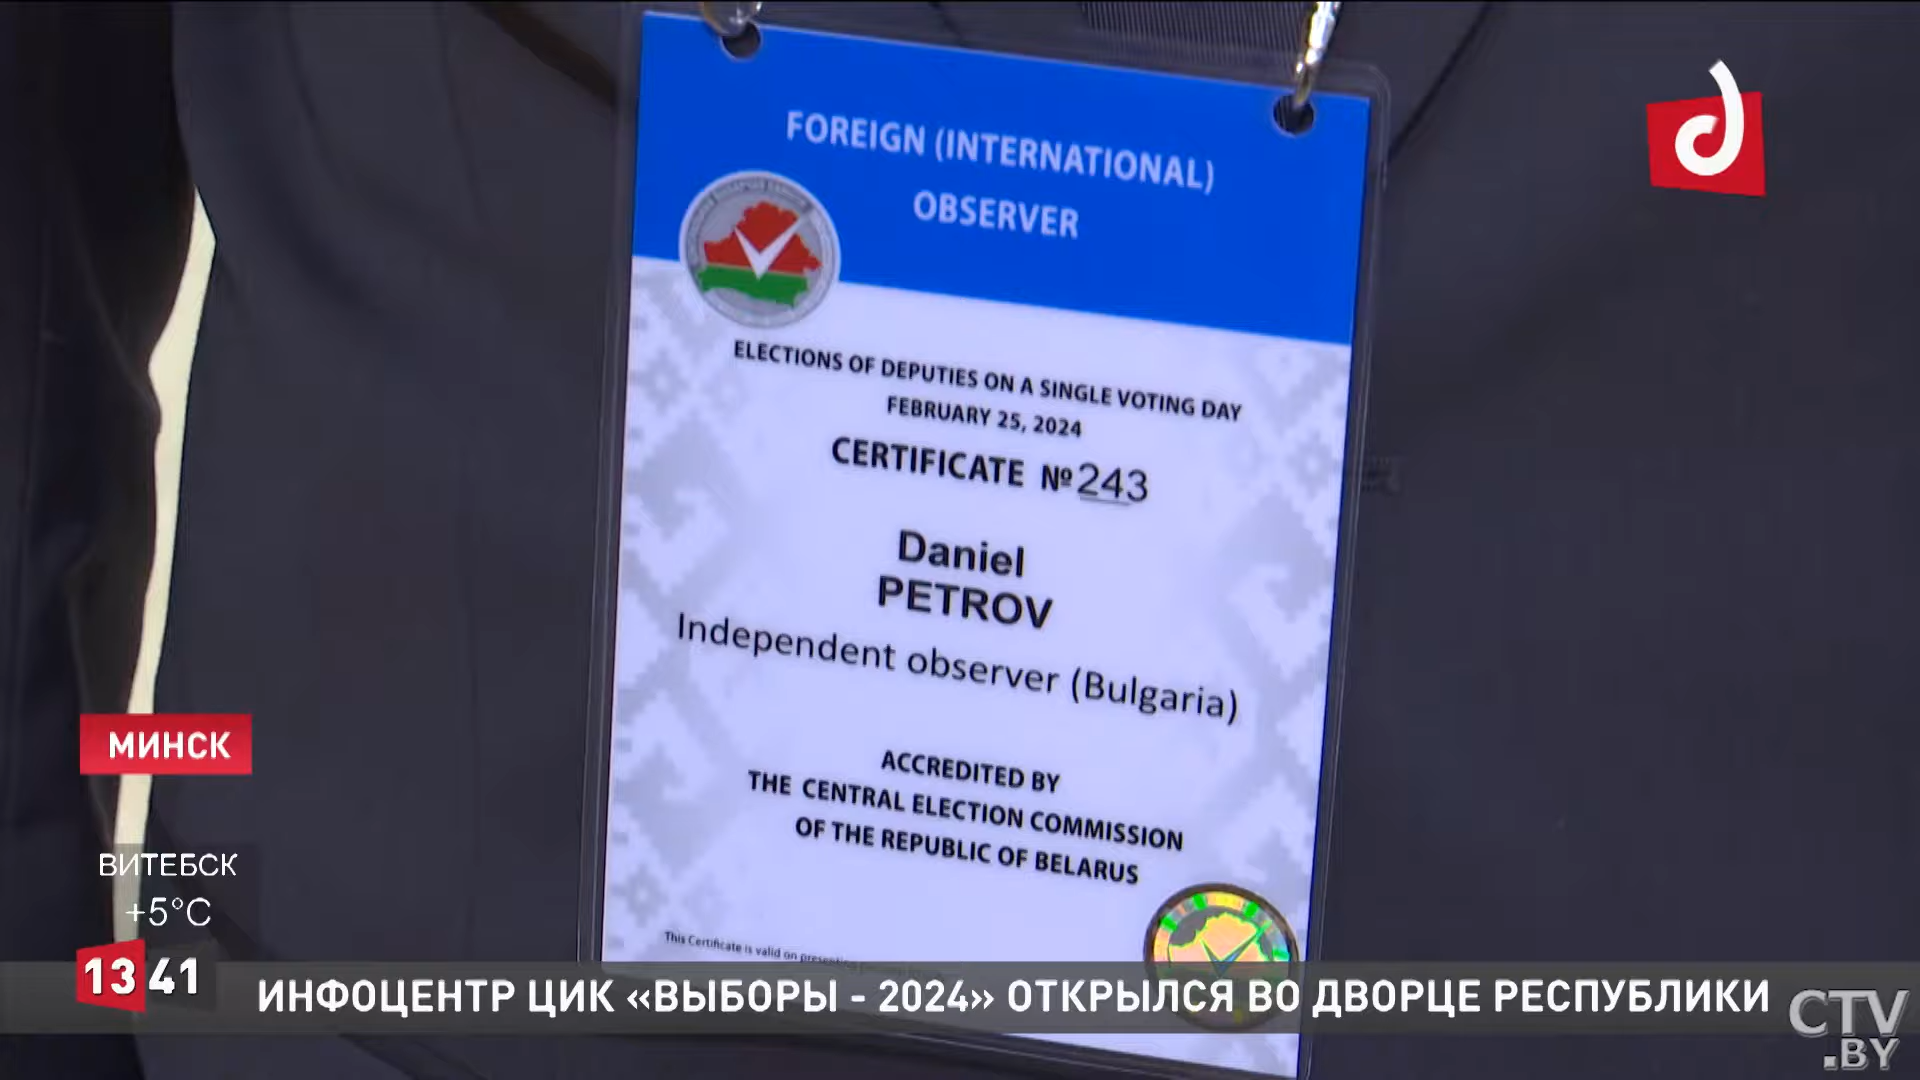 FOREIGN (INTERNATIONAL)
OBSERVER
ELECTIONS OF DEPUTIES ON A SINGLE VOTING DAY
FEBRUARY 25, 2024
CERTIFICATE №243
Daniel
PETROV
Independent observer (Bulgaria)
ACCREDITED BY
THE CENTRAL ELECTION COMMISSION
OF THE REPUBLIC OF BELARUS
This Certificate is valid on
МИНСК
ВИТЕБСК
+5°C
13 41
ИНФОЦЕНТР ЦИК «ВЫБОРЫ - 2024» ОТКРЫЛСЯ ВО ДВОРЦЕ РЕСПУБЛИКИ
CTV
.BY